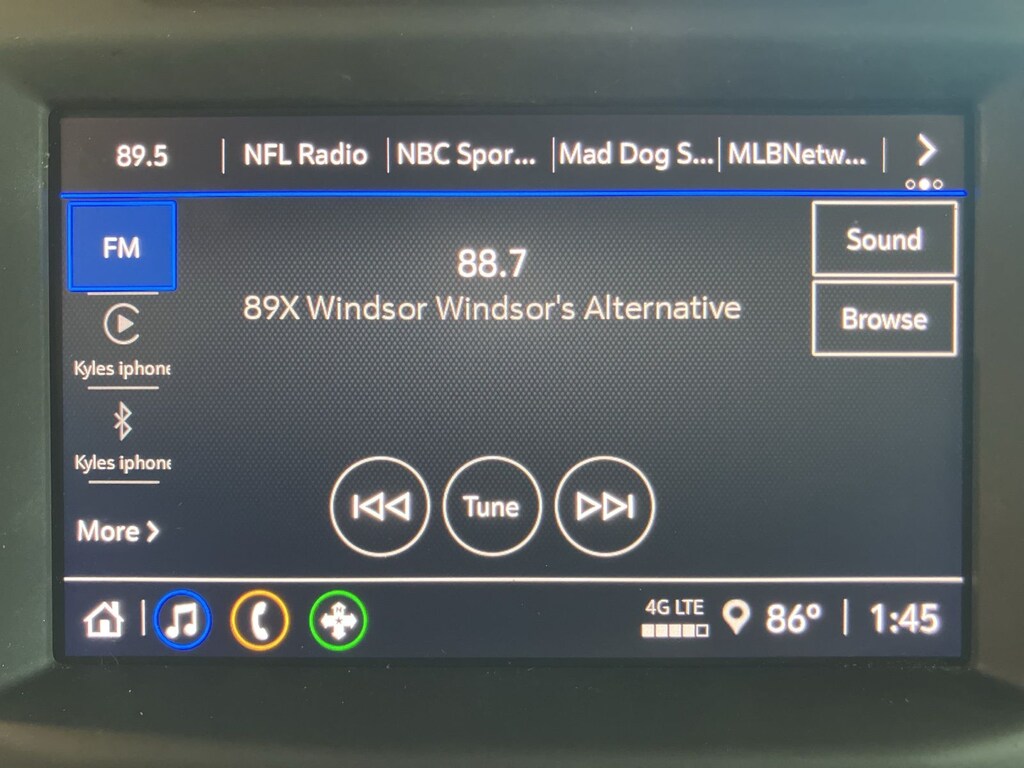 89.5 | NFL Radio | NBC Spor... | Mad Dog S... | MLBNetw... |
FM
88.7
Sound
89X Windsor Windsor's Alternative
Browse
Kyles iphone
Kyles iphone
Tune
More
4G LTE
86° | 1:45